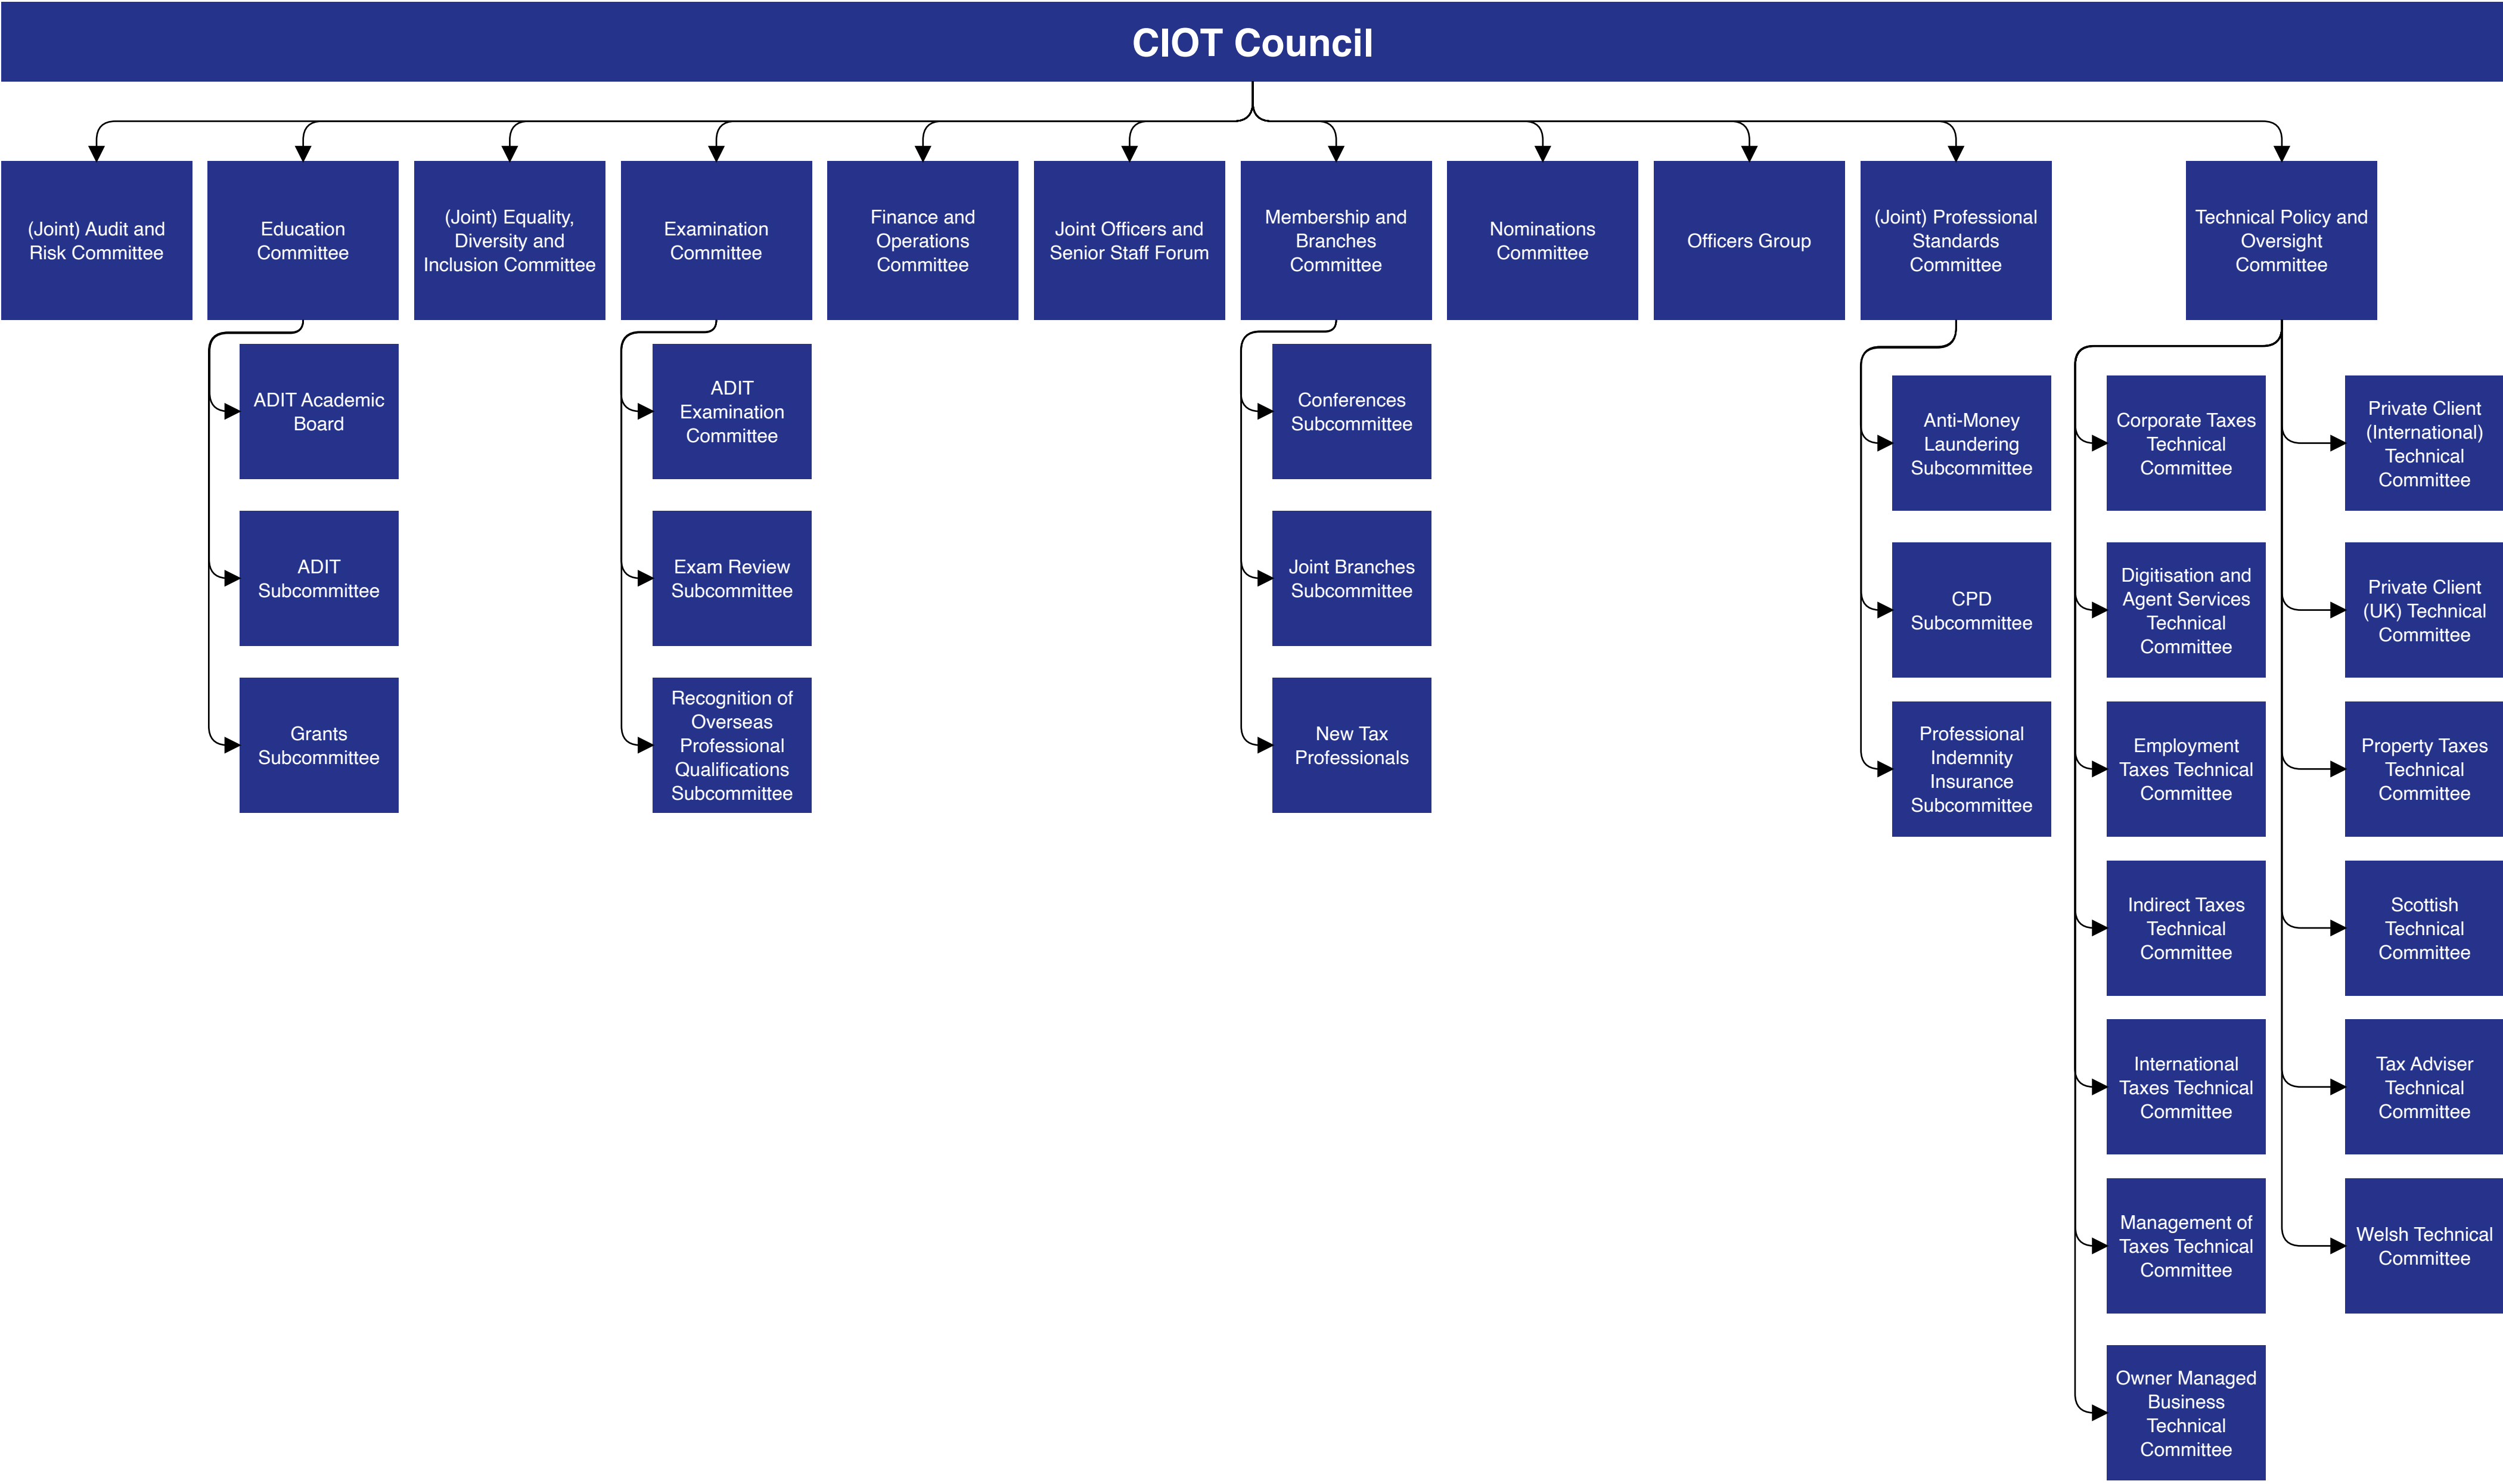 CIOT Council
(Joint) Audit and
Risk Committee
Education
Committee
(Joint) Equality,
Diversity and
Inclusion Committee
Examination
Committee
Finance and
Operations
Committee
Joint Officers and
Senior Staff Forum
Membership and
Branches
Committee
Nominations
Committee
Officers Group
(Joint) Professional
Standards
Committee
Technical Policy and
Oversight
Committee
ADIT Academic
Board
ADIT
Subcommittee
Grants
Subcommittee
ADIT
Examination
Committee
Exam Review
Subcommittee
Recognition of
Overseas
Professional
Qualifications
Subcommittee
Conferences
Subcommittee
Joint Branches
Subcommittee
New Tax
Professionals
Anti-Money
Laundering
Subcommittee
CPD
Subcommittee
Professional
Indemnity
Insurance
Subcommittee
Corporate Taxes
Technical
Committee
Digitisation and
Agent Services
Technical
Committee
Employment
Taxes Technical
Committee
Indirect Taxes
Technical
Committee
International
Taxes Technical
Committee
Management of
Taxes Technical
Committee
Owner Managed
Business
Technical
Committee
Private Client
(International)
Technical
Committee
Private Client
(UK) Technical
Committee
Property Taxes
Technical
Committee
Scottish
Technical
Committee
Tax Adviser
Technical
Committee
Welsh Technical
Committee